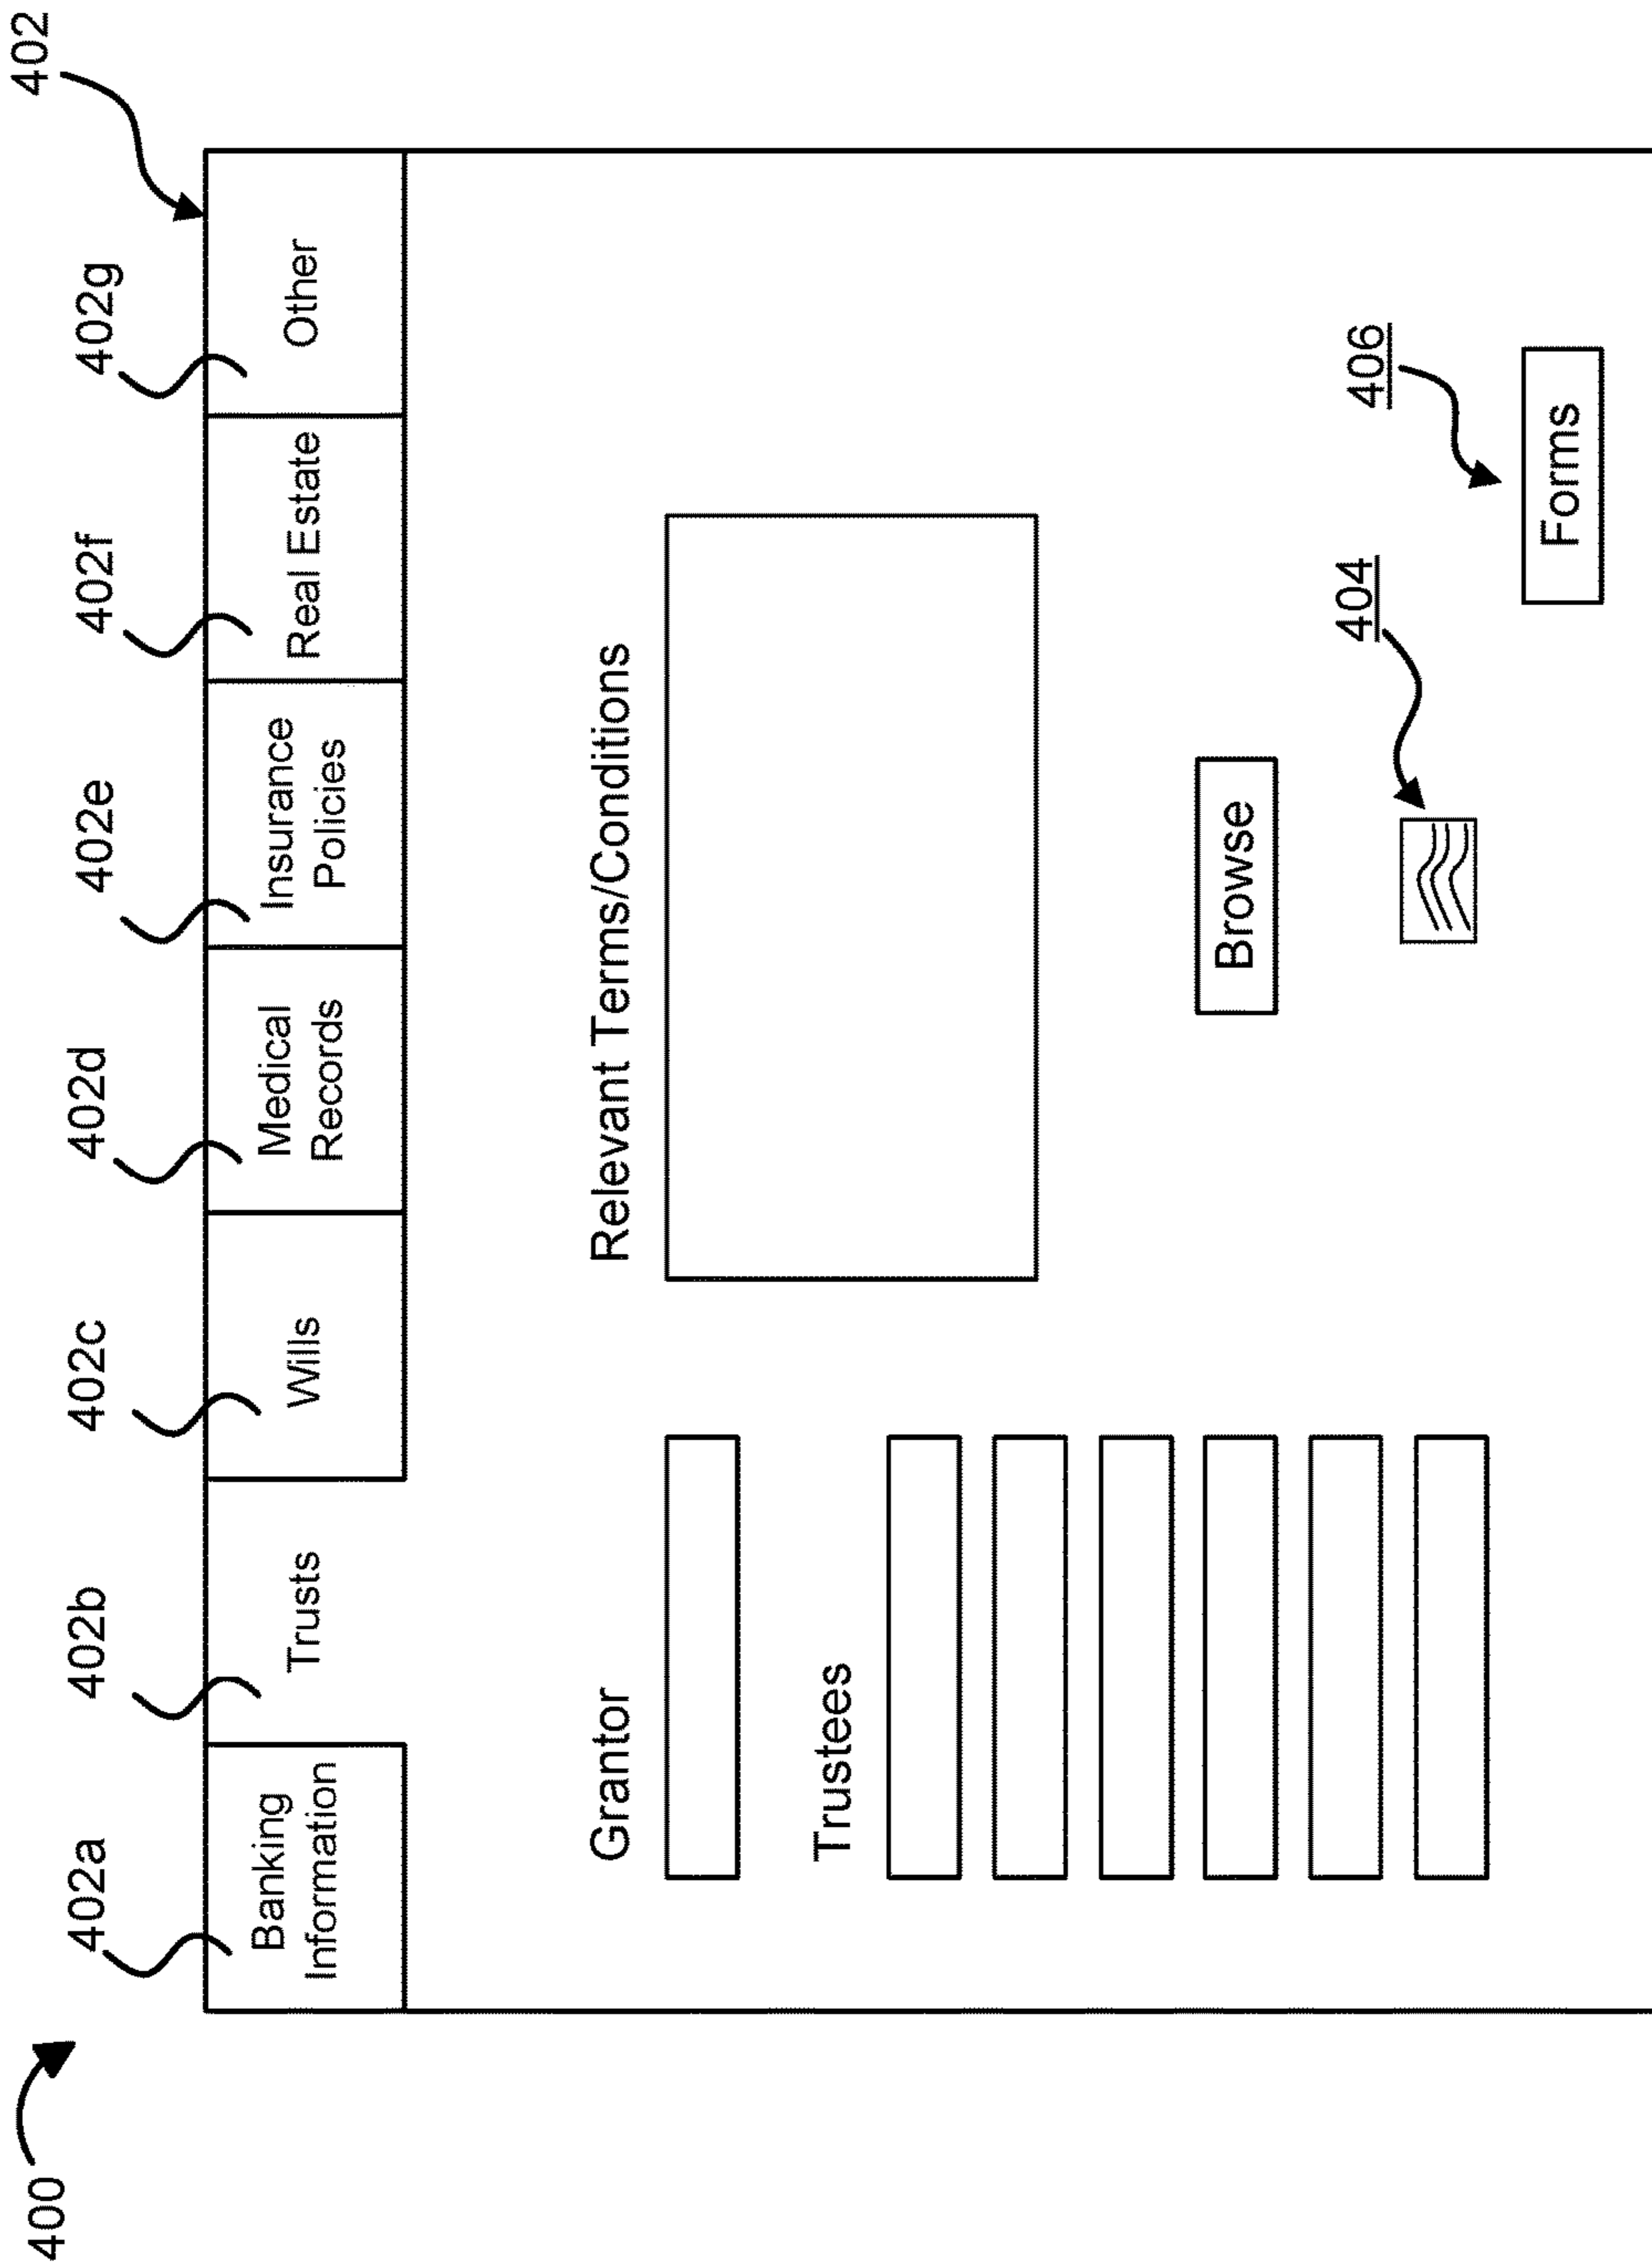 400
402
402a
402b
402c
402d
402e
402f
402g
Banking
Information
Trusts
Wills
Medical
Records
Insurance
Policies
Real Estate
Other
Grantor
Trustees
Relevant Terms/Conditions
Browse
404
406
Forms